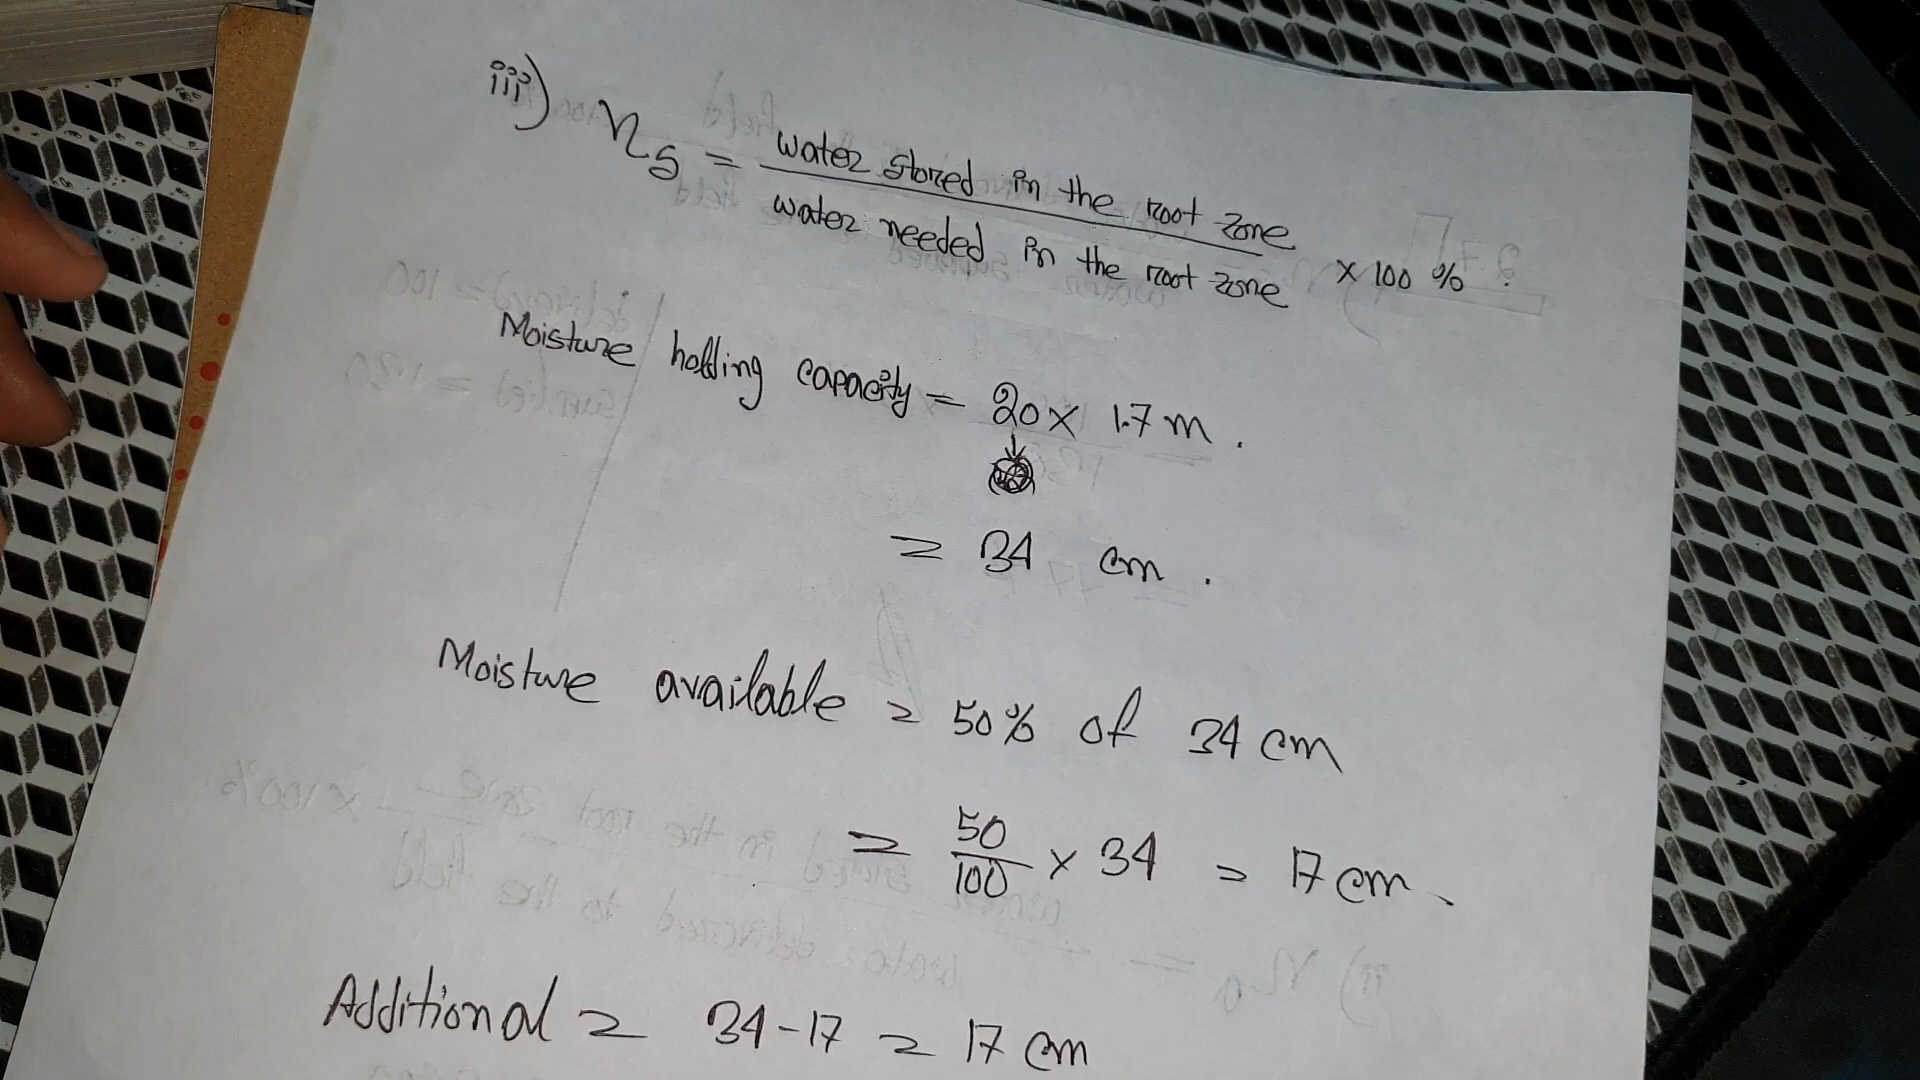 iii) ηs = water stored in the root zone / water needed in the root zone × 100 %
Moisture holding capacity = 20 × 1.7 m.
= 34 cm.
Moisture available = 50% of 34 cm
= 50/100 × 34 = 17 cm.
Additional = 34 - 17 = 17 cm